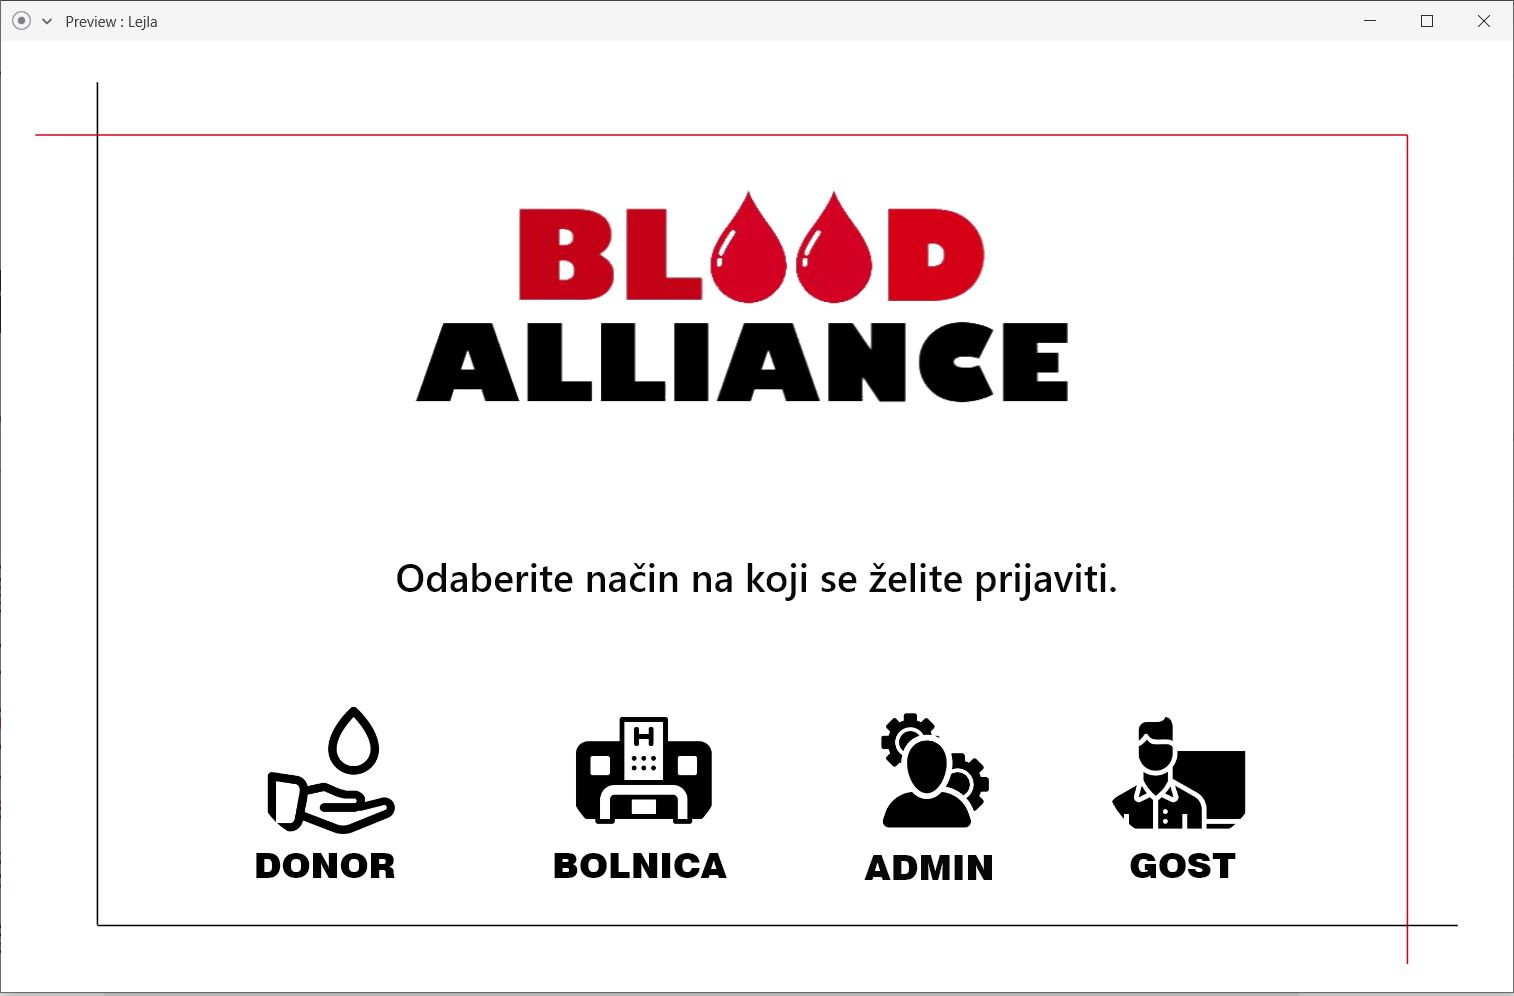 Preview : Lejla
BLOOD
ALLIANCE
Odaberite način na koji se želite prijaviti.
H
DONOR BOLNICA ADMIN GOST